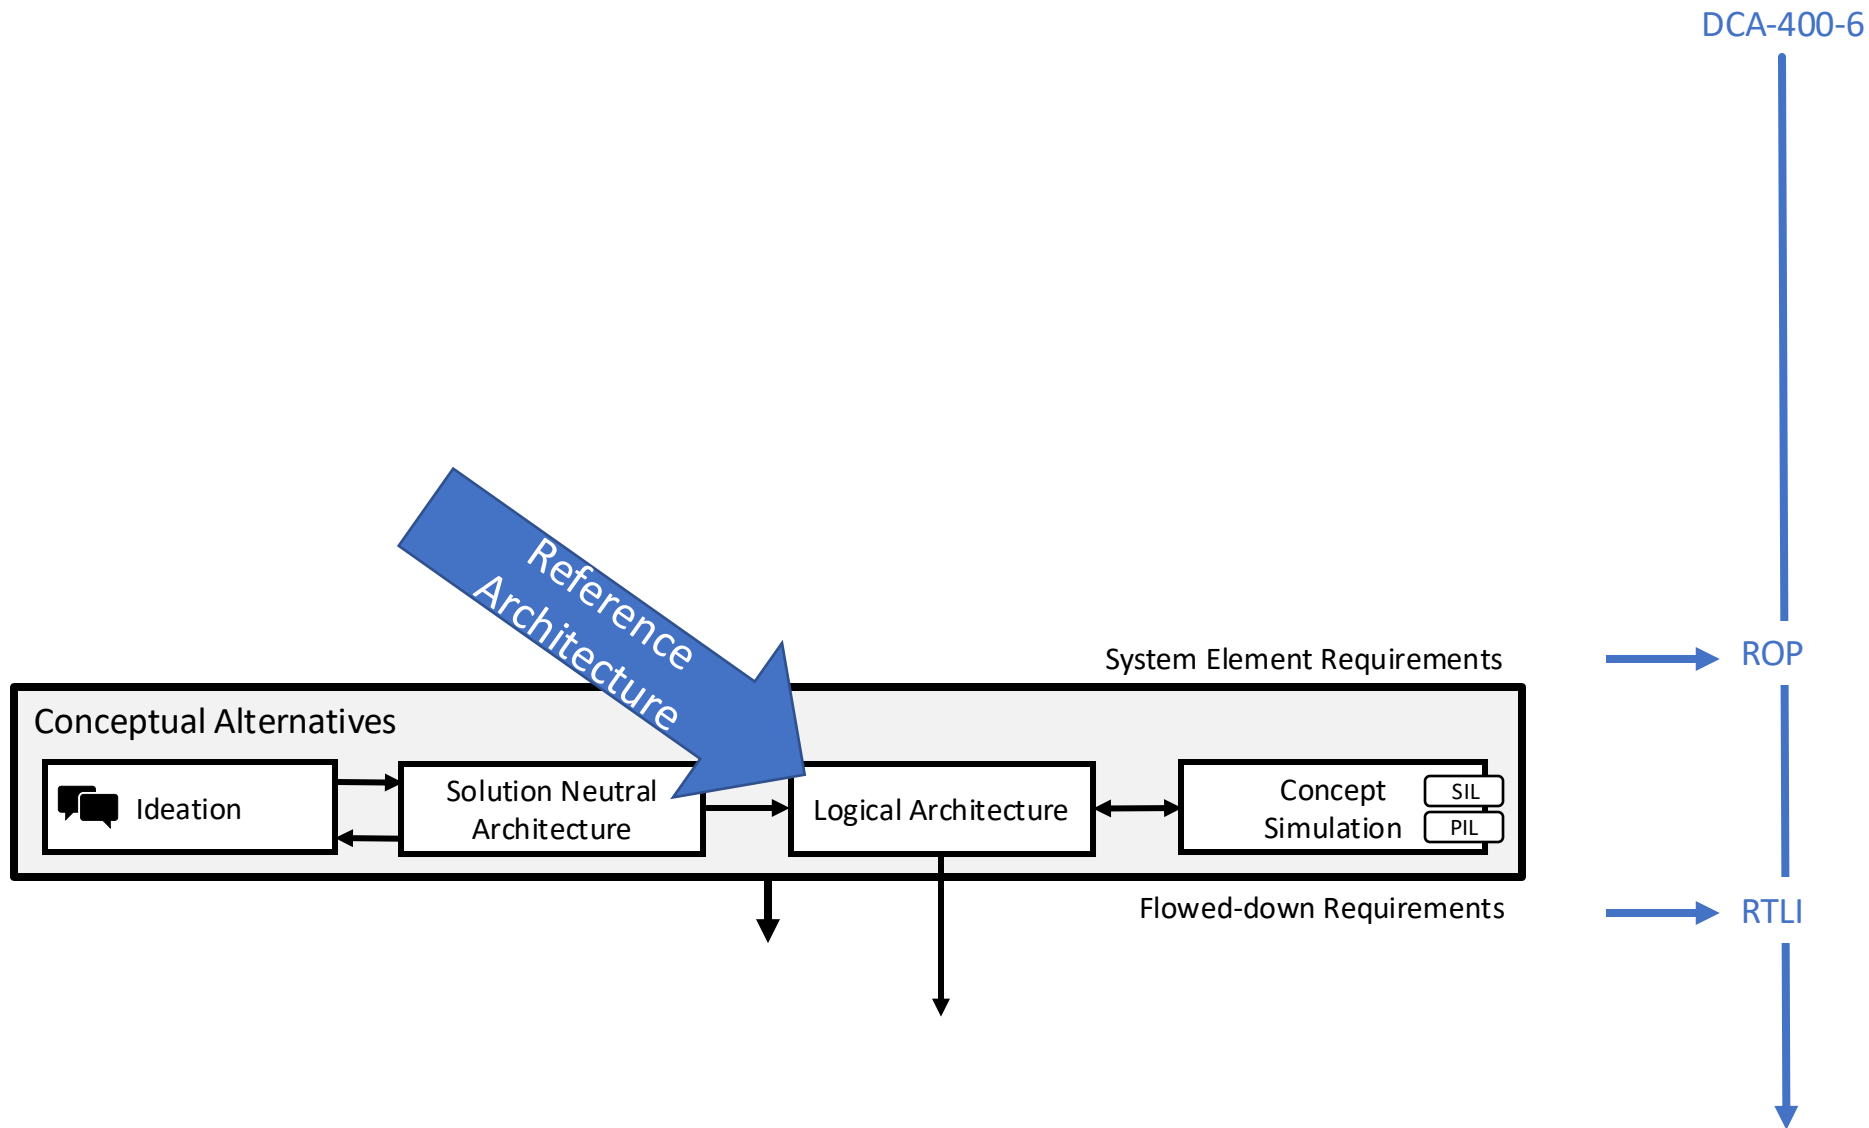 DCA-400-6
Reference
Architecture
System Element Requirements
ROP
Conceptual Alternatives
Ideation
Solution Neutral
Architecture
Logical Architecture
Concept
Simulation
SIL
PIL
Flowed-down Requirements
RTLI